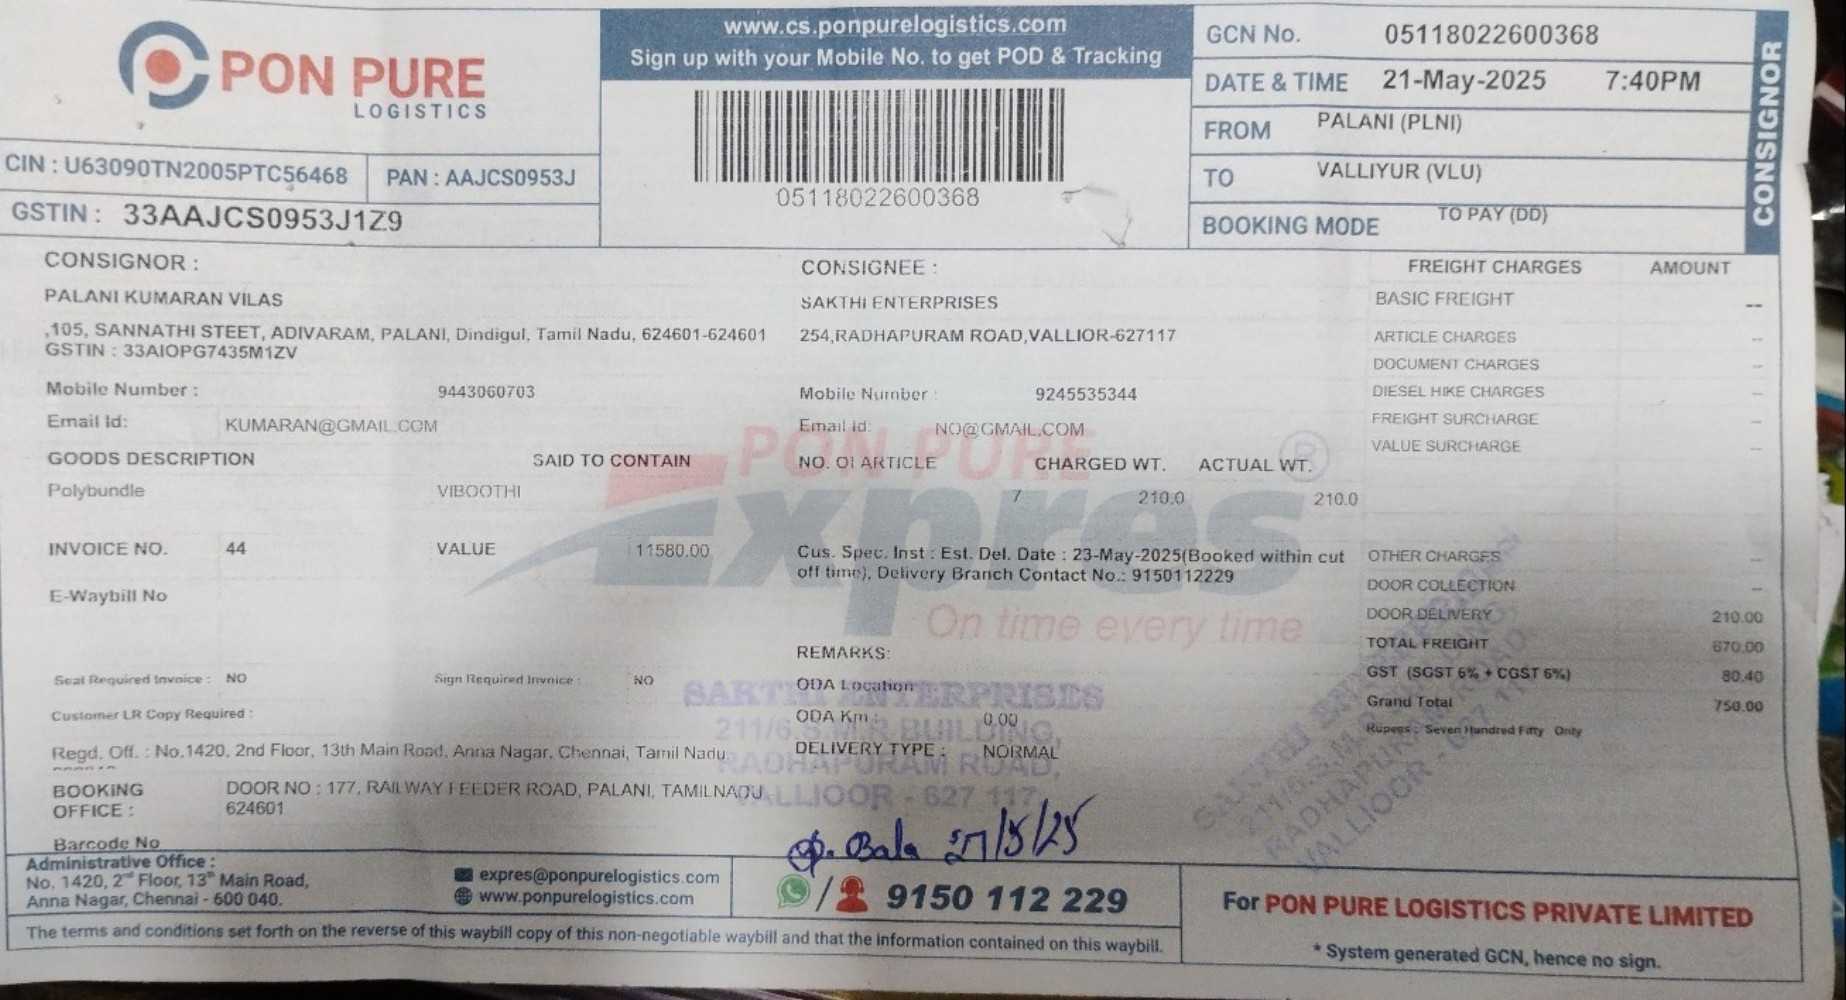 PON PURE
LOGISTICS
CIN : U63090TN2005PTC56468
PAN : AAJCS0953J
GSTIN : 33AAJCS0953J1Z9
www.cs.ponpurelogistics.com
Sign up with your Mobile No. to get POD & Tracking
05118022600368
GCN No. 05118022600368
DATE & TIME 21-May-2025 7:40PM
FROM PALANI (PLNI)
TO VALLIYUR (VLU)
BOOKING MODE TO PAY (DD)
CONSIGNOR
CONSIGNOR :
PALANI KUMARAN VILAS
,105, SANNATHI STEET, ADIVARAM, PALANI, Dindigul, Tamil Nadu, 624601-624601
GSTIN : 33AIOPG7435M1ZV
Mobile Number : 9443060703
Email Id: KUMARAN@GMAIL.COM
CONSIGNEE :
SAKTHI ENTERPRISES
254,RADHAPURAM ROAD,VALLIOR-627117
Mobile Number : 9245535344
Email Id: NO@GMAIL.COM
GOODS DESCRIPTION SAID TO CONTAIN NO. OF ARTICLE CHARGED WT. ACTUAL WT.
Polybundle VIBOOTHI 7 210.0 210.0
INVOICE NO. 44 VALUE 11580.00
E-Waybill No
Cus. Spec. Inst : Est. Del. Date : 23-May-2025(Booked within cut
off time), Delivery Branch Contact No.: 9150112229
PON PURE
Expres ®
On time every time
FREIGHT CHARGES AMOUNT
BASIC FREIGHT --
ARTICLE CHARGES --
DOCUMENT CHARGES --
DIESEL HIKE CHARGES --
FREIGHT SURCHARGE --
VALUE SURCHARGE --
OTHER CHARGES --
DOOR COLLECTION --
DOOR DELIVERY 210.00
TOTAL FREIGHT 670.00
GST (SGST 6% + CGST 6%) 80.40
Grand Total 750.00
Rupees : Seven Hundred Fifty Only
Seal Required Invoice : NO Sign Required Invoice : NO
Customer LR Copy Required :
Regd. Off. : No.1420, 2nd Floor, 13th Main Road, Anna Nagar, Chennai, Tamil Nadu
REMARKS:
ODA Location
ODA Km : 0.00
DELIVERY TYPE : NORMAL
SAKTHI ENTERPRISES
211/6.S.M.R BUILDING,
RADHAPURAM ROAD,
VALLIOOR - 627 117
SAKTHI ENTERPRISES
211/6.S.M.R BUILDING
RADHAPURAM ROAD,
VALLIOOR - 627 117
BOOKING
OFFICE :
DOOR NO : 177, RAILWAY FEEDER ROAD, PALANI, TAMILNADU
624601
Barcode No
Bala 27/5/25
Administrative Office :
No. 1420, 2nd Floor, 13th Main Road,
Anna Nagar, Chennai - 600 040.
expres@ponpurelogistics.com
www.ponpurelogistics.com
/ 9150 112 229
For PON PURE LOGISTICS PRIVATE LIMITED
* System generated GCN, hence no sign.
The terms and conditions set forth on the reverse of this waybill copy of this non-negotiable waybill and that the information contained on this waybill.